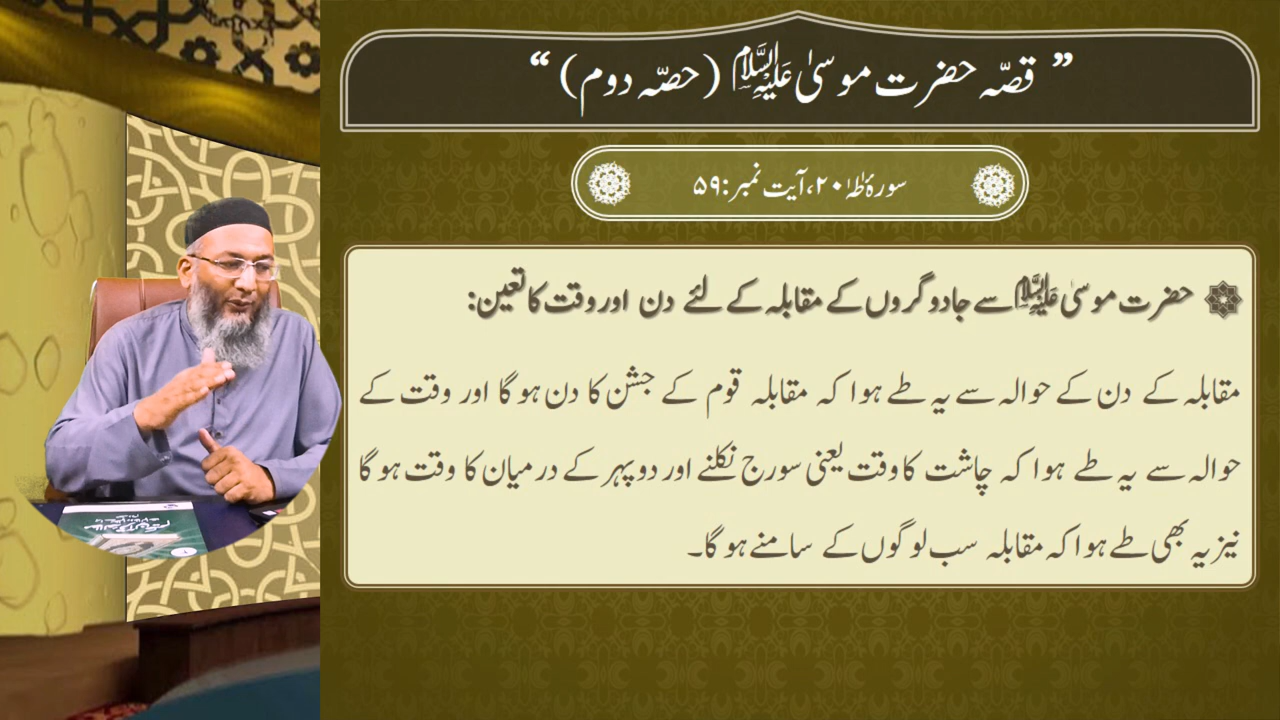 ” قصّہ حضرت موسیٰ علیہ السلام (حصّہ دوم) “
سورۂ طٰہٰ ۲۰، آیت نمبر: ۵۹
حضرت موسیٰ علیہ السلام سے جادوگروں کے مقابلہ کے لئے دن اور وقت کا تعین:
مقابلہ کے دن کے حوالہ سے یہ طے ہوا کہ مقابلہ قوم کے جشن کا دن ہو گا اور وقت کے
حوالہ سے یہ طے ہوا کہ چاشت کا وقت یعنی سورج نکلنے اور دوپہر کے درمیان کا وقت ہو گا
نیز یہ بھی طے ہوا کہ مقابلہ سب لوگوں کے سامنے ہو گا۔